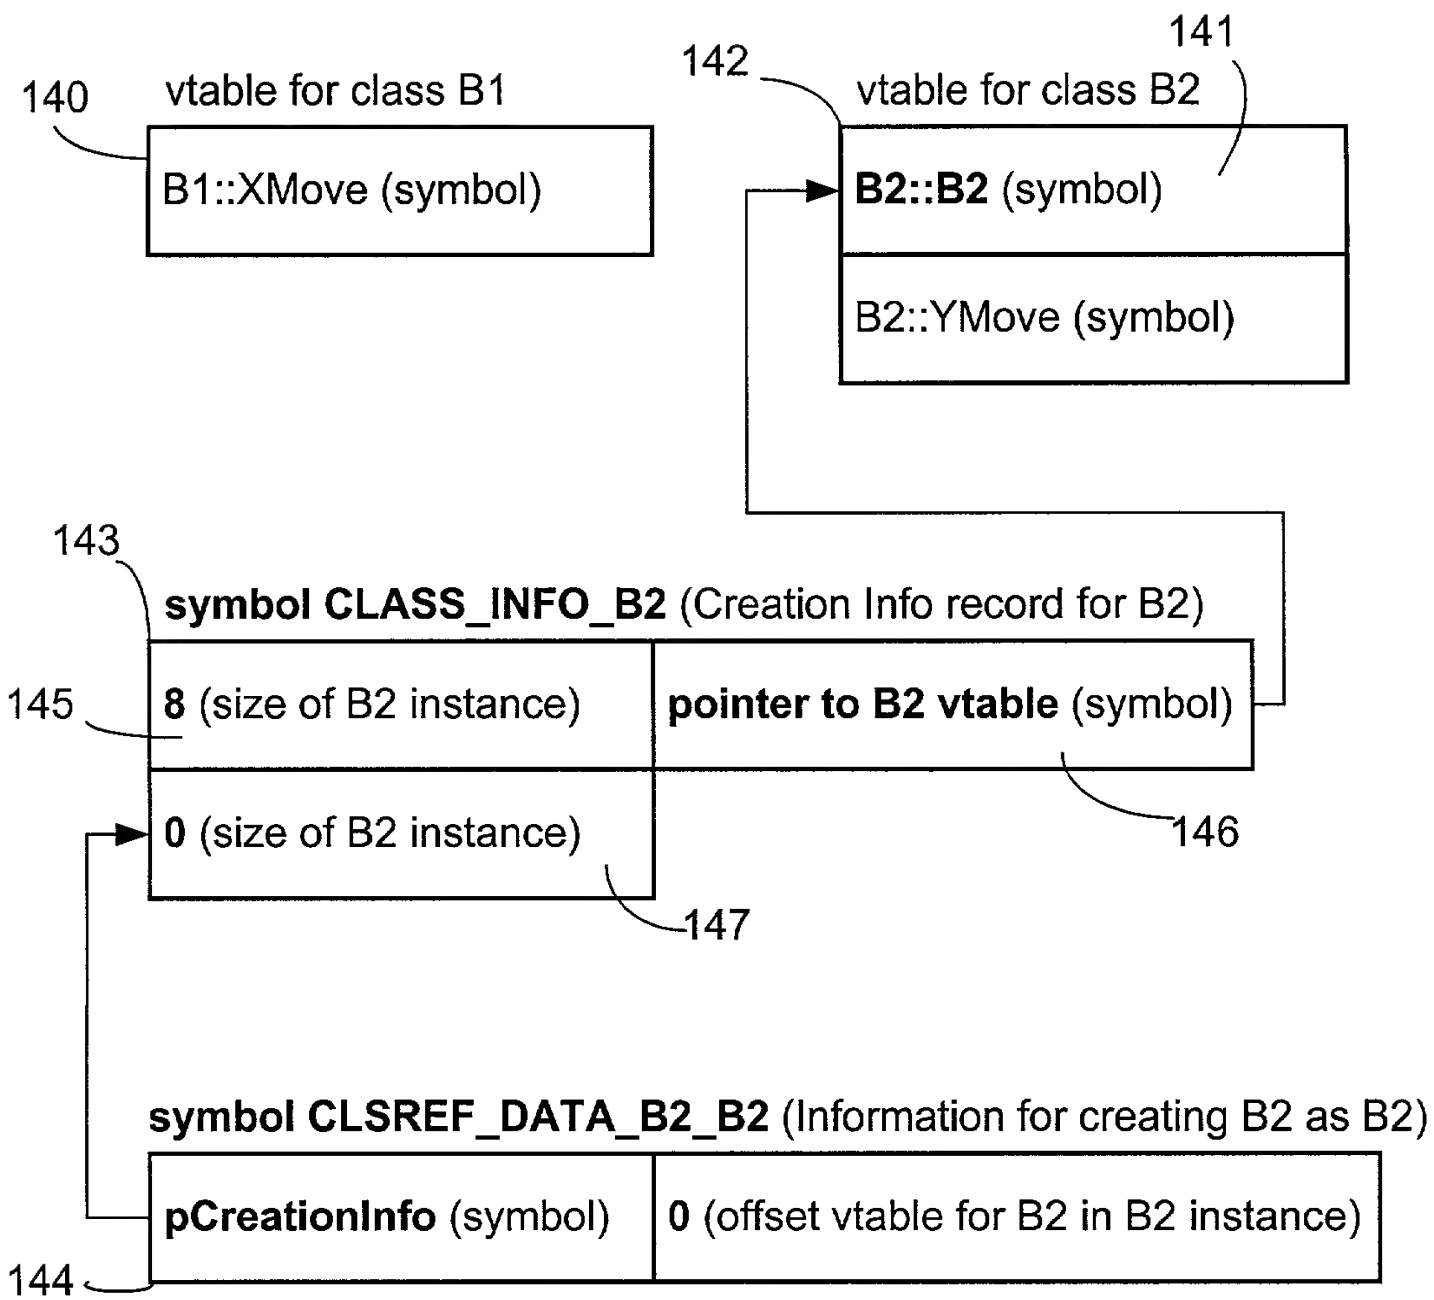 141
142
140
vtable for class B1
vtable for class B2
B1::XMove (symbol)
B2::B2 (symbol)
B2::YMove (symbol)
143
symbol CLASS_INFO_B2 (Creation Info record for B2)
145
8 (size of B2 instance)
pointer to B2 vtable (symbol)
0 (size of B2 instance)
146
147
symbol CLSREF_DATA_B2_B2 (Information for creating B2 as B2)
pCreationInfo (symbol)
0 (offset vtable for B2 in B2 instance)
144